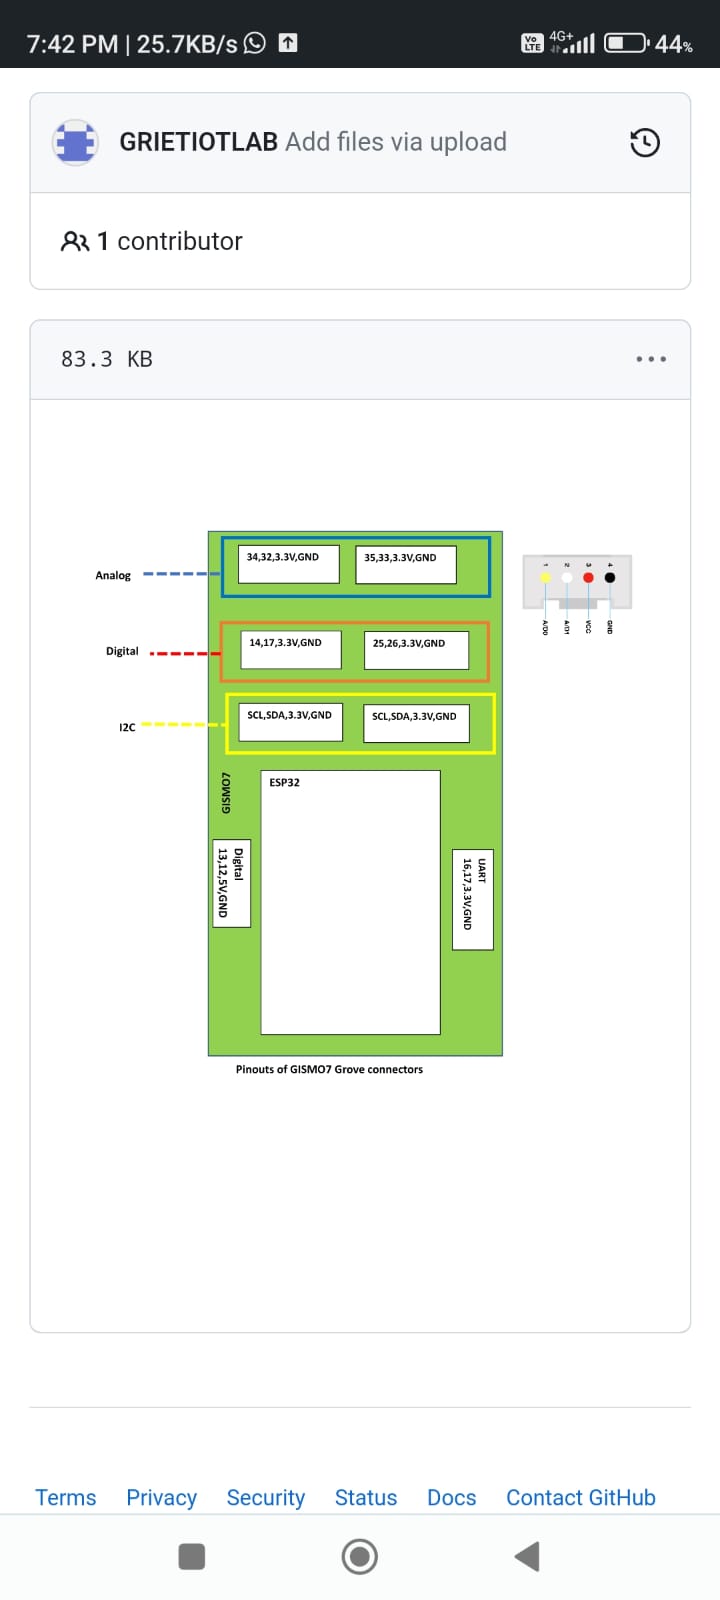 7:42 PM | 25.7KB/s
Vo LTE 4G+ 44%
GRIETIOTLAB Add files via upload
1 contributor
83.3 KB
34,32,3.3V,GND 35,33,3.3V,GND
Analog
1 2 3 4
A/D0 A/D1 VCC GND
14,17,3.3V,GND 25,26,3.3V,GND
Digital
SCL,SDA,3.3V,GND SCL,SDA,3.3V,GND
I2C
GISMO7
ESP32
Digital
13,12,5V,GND
UART
16,17,3.3V,GND
Pinouts of GISMO7 Grove connectors
Terms Privacy Security Status Docs Contact GitHub